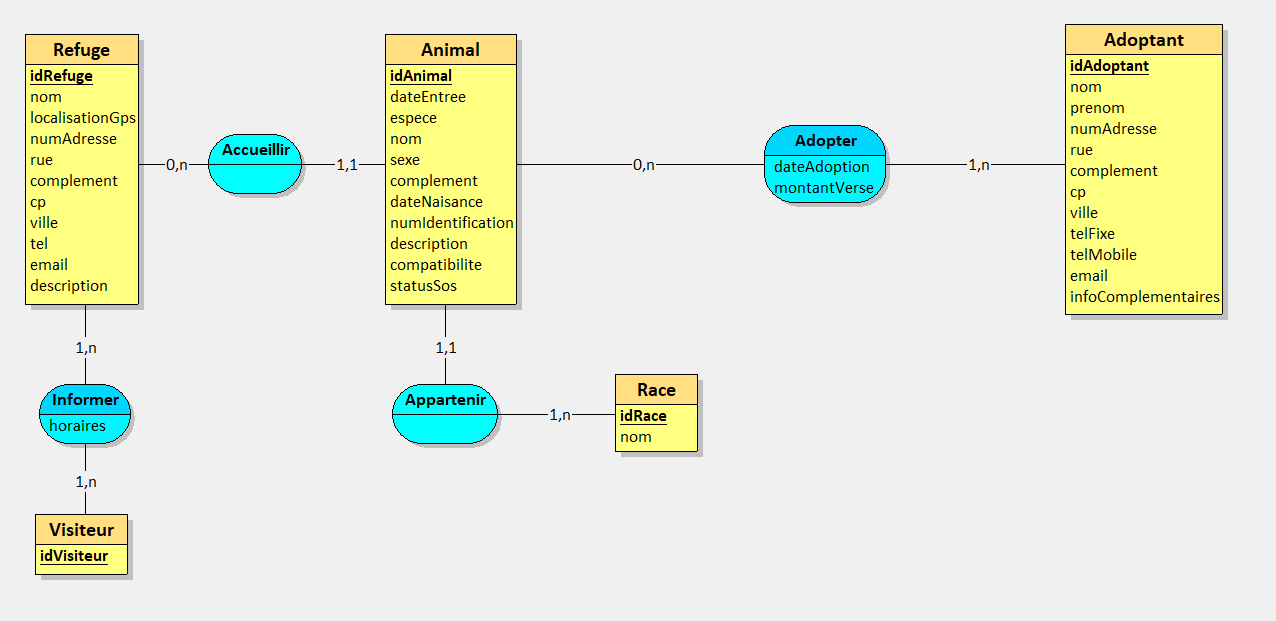 Refuge
idRefuge
nom
localisationGps
numAdresse
rue
complement
cp
ville
tel
email
description
0,n
Accueillir
1,1
Animal
idAnimal
dateEntree
espece
nom
sexe
complement
dateNaisance
numIdentification
description
compatibilite
statusSos
0,n
Adopter
dateAdoption
montantVerse
1,n
Adoptant
idAdoptant
nom
prenom
numAdresse
rue
complement
cp
ville
telFixe
telMobile
email
infoComplementaires
1,n
Informer
horaires
1,n
Visiteur
idVisiteur
1,1
Appartenir
1,n
Race
idRace
nom